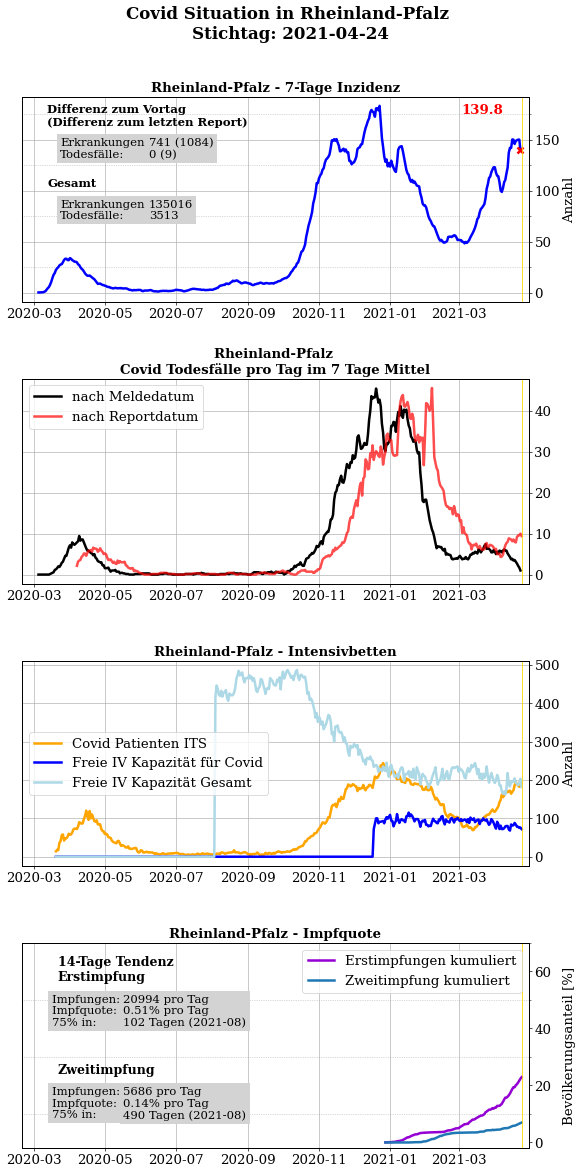 Covid Situation in Rheinland-Pfalz
Stichtag: 2021-04-24
Rheinland-Pfalz - 7-Tage Inzidenz
Differenz zum Vortag
(Differenz zum letzten Report)
Erkrankungen 741 (1084)
Todesfälle: 0 (9)
Gesamt
Erkrankungen 135016
Todesfälle: 3513
139.8
150
100
50
0
Anzahl
2020-03 2020-05 2020-07 2020-09 2020-11 2021-01 2021-03
Rheinland-Pfalz
Covid Todesfälle pro Tag im 7 Tage Mittel
nach Meldedatum
nach Reportdatum
40
30
20
10
0
2020-03 2020-05 2020-07 2020-09 2020-11 2021-01 2021-03
Rheinland-Pfalz - Intensivbetten
Covid Patienten ITS
Freie IV Kapazität für Covid
Freie IV Kapazität Gesamt
500
400
300
200
100
0
Anzahl
2020-03 2020-05 2020-07 2020-09 2020-11 2021-01 2021-03
Rheinland-Pfalz - Impfquote
14-Tage Tendenz
Erstimpfung
Impfungen: 20994 pro Tag
Impfquote: 0.51% pro Tag
75% in: 102 Tagen (2021-08)
Zweitimpfung
Impfungen: 5686 pro Tag
Impfquote: 0.14% pro Tag
75% in: 490 Tagen (2021-08)
Erstimpfungen kumuliert
Zweitimpfung kumuliert
60
40
20
0
Bevölkerungsanteil [%]
2020-03 2020-05 2020-07 2020-09 2020-11 2021-01 2021-03